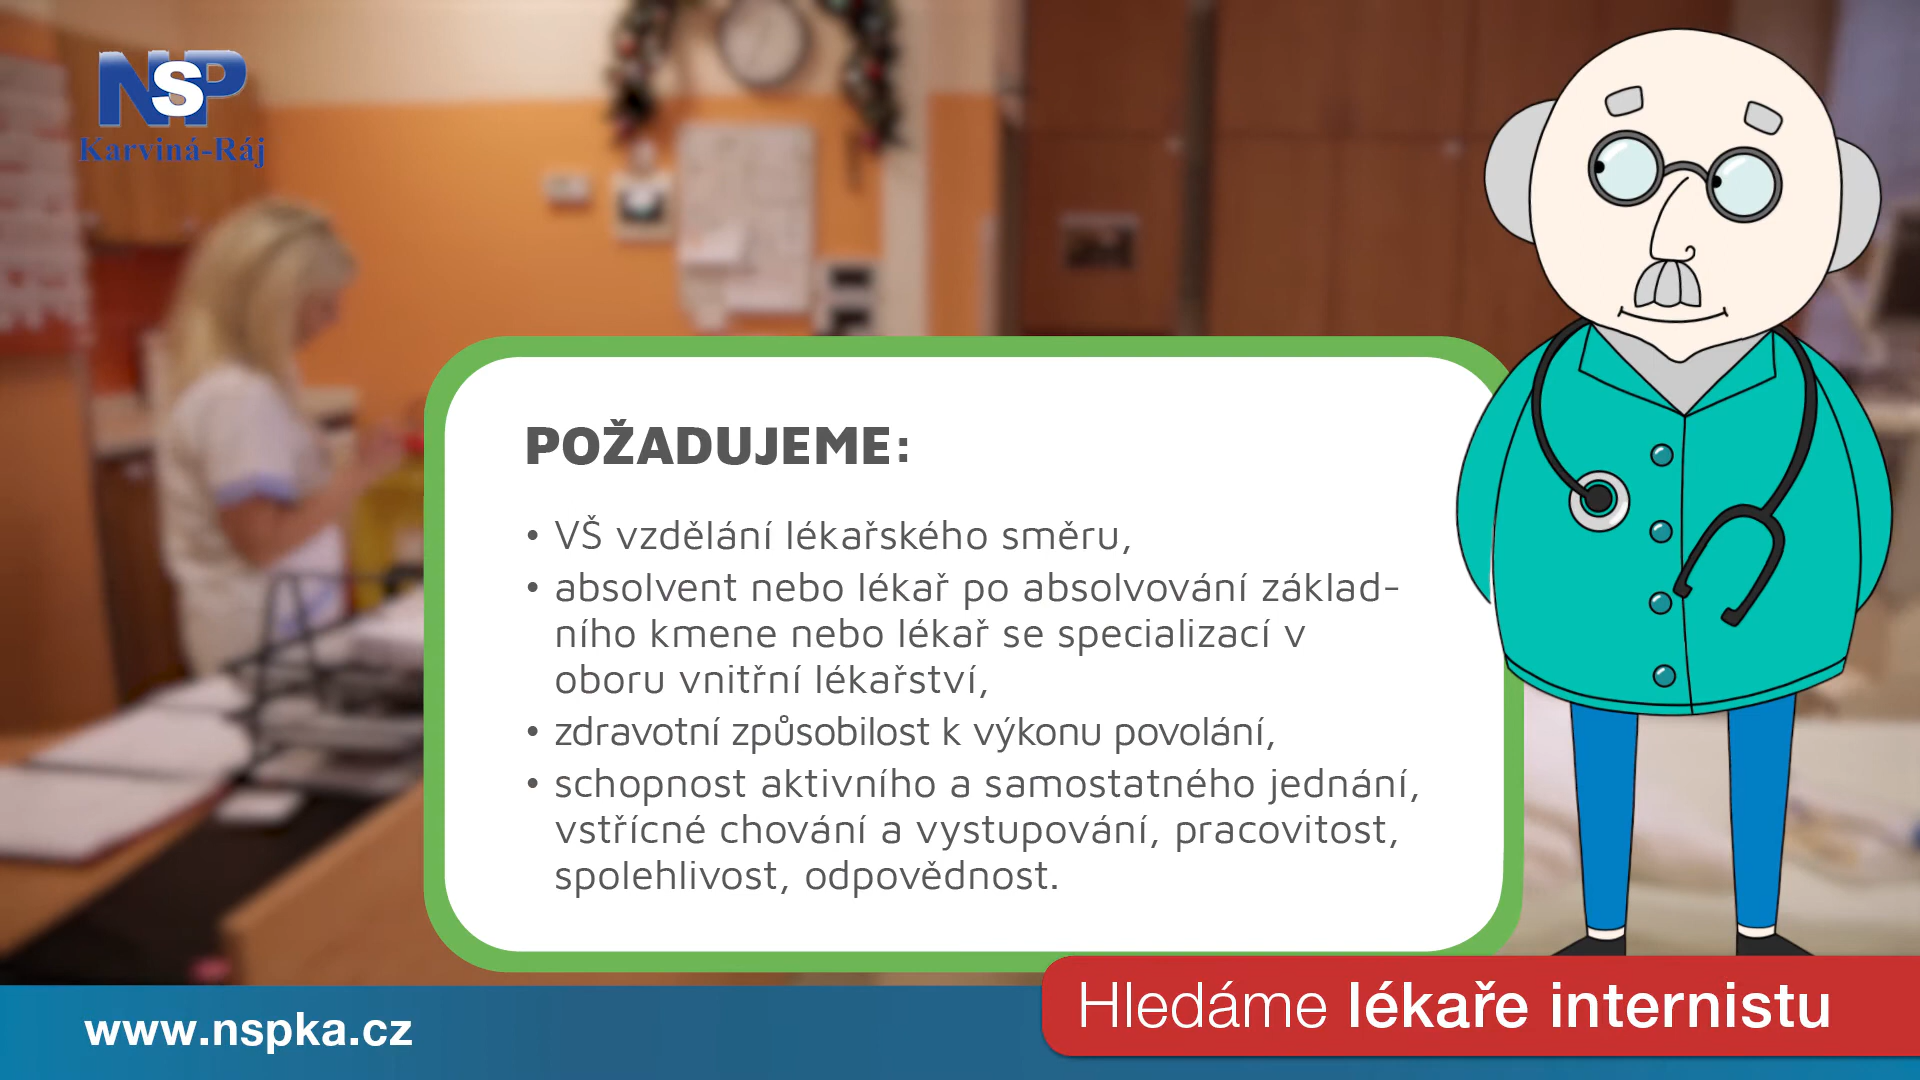 NSP
Karviná-Ráj
POŽADUJEME:
• VŠ vzdělání lékařského směru,
• absolvent nebo lékař po absolvování základ-
ního kmene nebo lékař se specializací v
oboru vnitřní lékařství,
• zdravotní způsobilost k výkonu povolání,
• schopnost aktivního a samostatného jednání,
vstřícné chování a vystupování, pracovitost,
spolehlivost, odpovědnost.
www.nspka.cz
Hledáme lékaře internistu